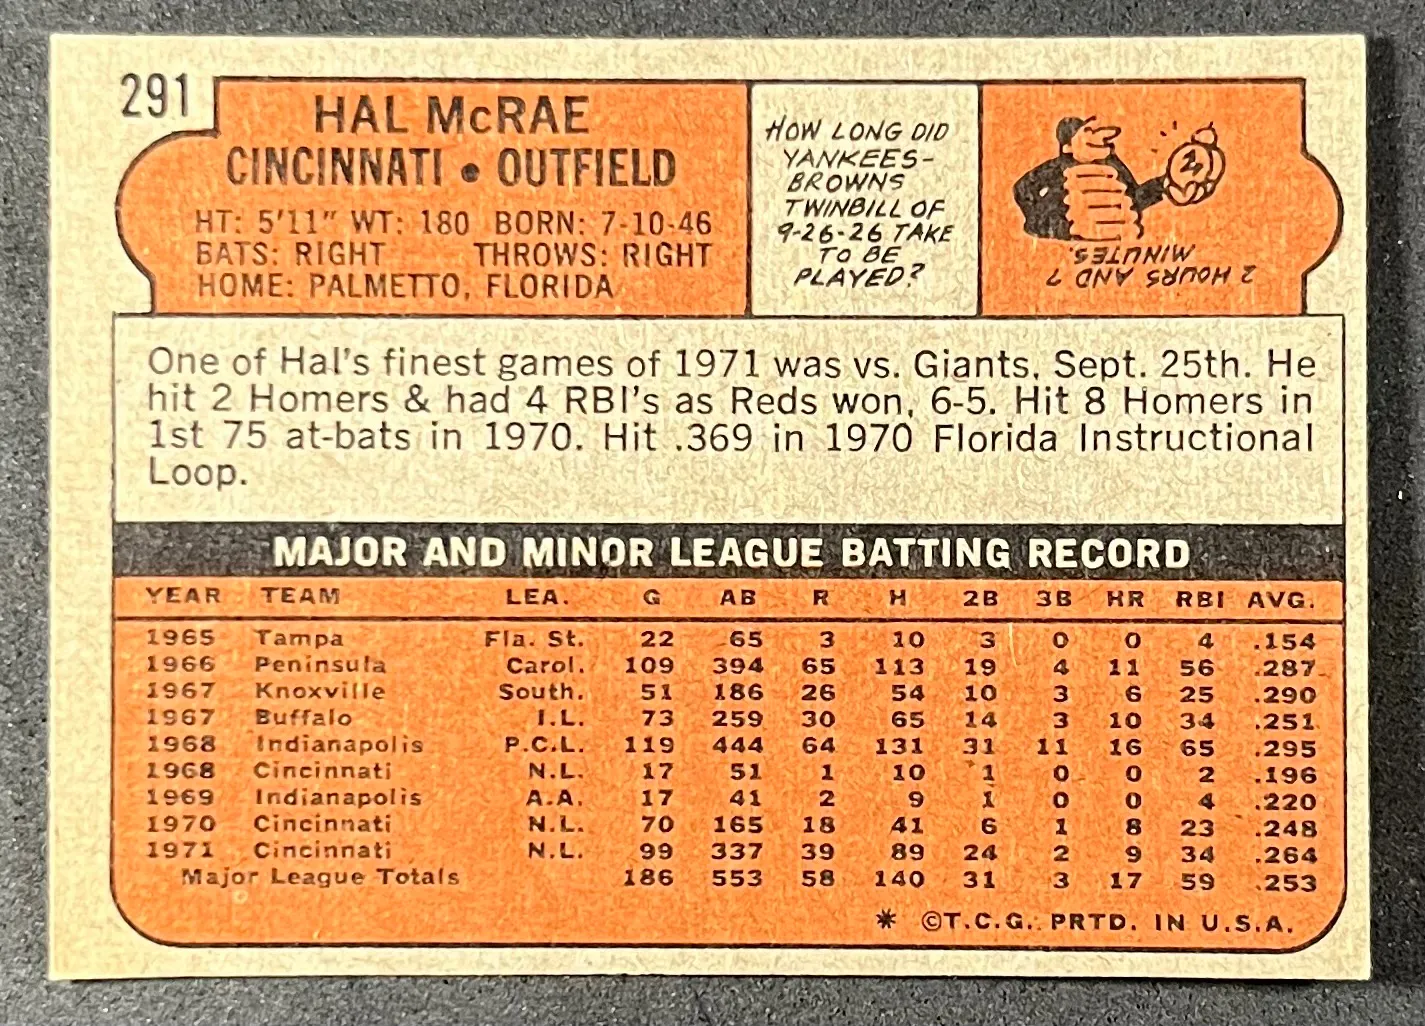 291
HAL McRAE
CINCINNATI • OUTFIELD
HT: 5'11" WT: 180 BORN: 7-10-46
BATS: RIGHT THROWS: RIGHT
HOME: PALMETTO, FLORIDA
HOW LONG DID
YANKEES-
BROWNS
TWINBILL OF
9-26-26 TAKE
TO BE
PLAYED?
2
2 HOURS AND 7
MINUTES.
One of Hal's finest games of 1971 was vs. Giants, Sept. 25th. He
hit 2 Homers & had 4 RBI's as Reds won, 6-5. Hit 8 Homers in
1st 75 at-bats in 1970. Hit .369 in 1970 Florida Instructional
Loop.
MAJOR AND MINOR LEAGUE BATTING RECORD
YEAR TEAM LEA. G AB R H 2B 3B HR RBI AVG.
1965 Tampa Fla. St. 22 65 3 10 3 0 0 4 .154
1966 Peninsula Carol. 109 394 65 113 19 4 11 56 .287
1967 Knoxville South. 51 186 26 54 10 3 6 25 .290
1967 Buffalo I.L. 73 259 30 65 14 3 10 34 .251
1968 Indianapolis P.C.L. 119 444 64 131 31 11 16 65 .295
1968 Cincinnati N.L. 17 51 1 10 1 0 0 2 .196
1969 Indianapolis A.A. 17 41 2 9 1 0 0 4 .220
1970 Cincinnati N.L. 70 165 18 41 6 1 8 23 .248
1971 Cincinnati N.L. 99 337 39 89 24 2 9 34 .264
Major League Totals 186 553 58 140 31 3 17 59 .253
* ©T.C.G. PRTD. IN U.S.A.